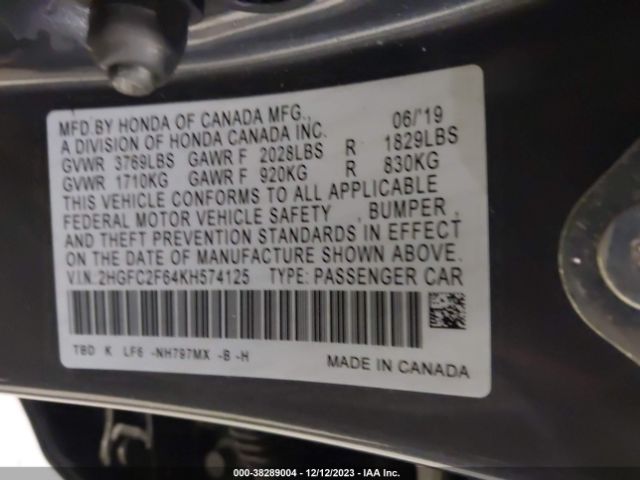 MFD.BY HONDA OF CANADA MFG., 06/'19
A DIVISION OF HONDA CANADA INC.
GVWR 3769LBS GAWR F 2028LBS R 1829LBS
GVWR 1710KG GAWR F 920KG R 830KG
THIS VEHICLE CONFORMS TO ALL APPLICABLE
FEDERAL MOTOR VEHICLE SAFETY , BUMPER ,
AND THEFT PREVENTION STANDARDS IN EFFECT
ON THE DATE OF MANUFACTURE SHOWN ABOVE.
V.I.N.2HGFC2F64KH574125 TYPE: PASSENGER CAR
TBD K LF6 -NH797MX -B -H
MADE IN CANADA
000-38289004 - 12/12/2023 - IAA Inc.